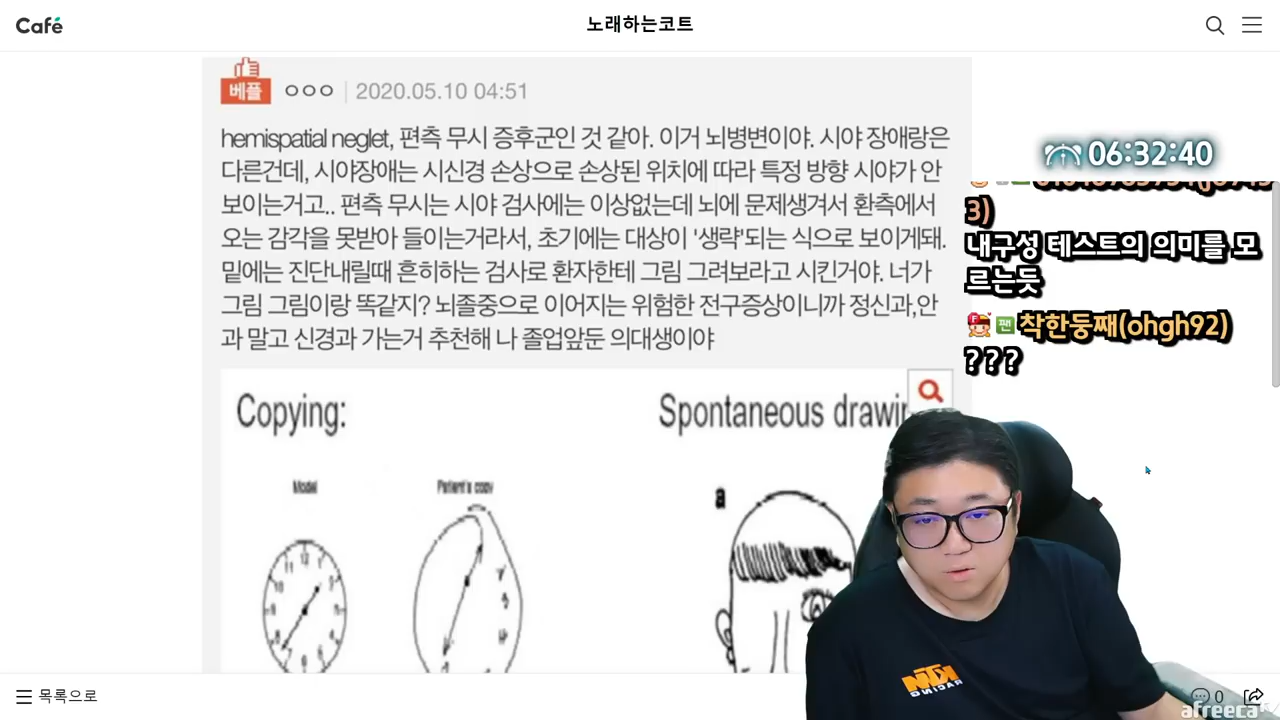 Café
노래하는코트
베플 ㅇㅇㅇ 2020.05.10 04:51
hemispatial neglet, 편측 무시 증후군인 것 같아. 이거 뇌병변이야. 시야 장애랑은
다른건데, 시야장애는 시신경 손상으로 손상된 위치에 따라 특정 방향 시야가 안
보이는거고.. 편측 무시는 시야 검사에는 이상없는데 뇌에 문제생겨서 환측에서
오는 감각을 못받아 들이는거라서, 초기에는 대상이 '생략'되는 식으로 보이게돼.
밑에는 진단내릴때 흔히하는 검사로 환자한테 그림 그려보라고 시킨거야. 너가
그림 그림이랑 똑같지? 뇌졸중으로 이어지는 위험한 전구증상이니까 정신과,안
과 말고 신경과 가는거 추천해 나 졸업앞둔 의대생이야
06:32:40
3)
내구성 테스트의 의미를 모
르는듯
F 팬 착한둥째(ohgh92)
???
Copying:
Spontaneous drawin
Model
Patient's copy
a
KTM
RACING
목록으로
0
afreeca